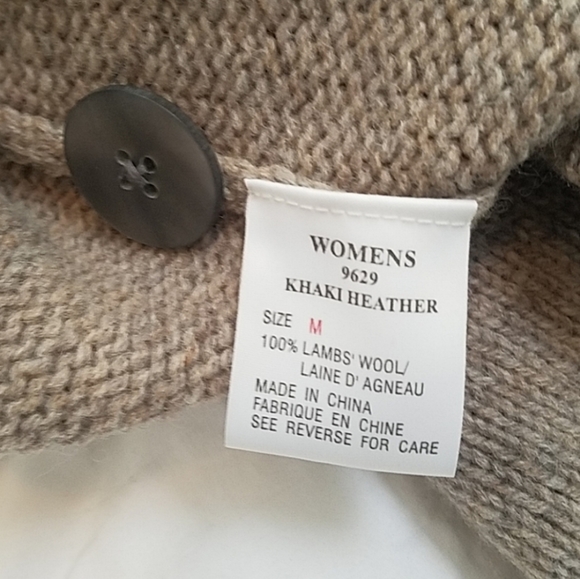 WOMENS
9629
KHAKI HEATHER
SIZE M
100% LAMBS' WOOL/
LAINE D' AGNEAU
MADE IN CHINA
FABRIQUE EN CHINE
SEE REVERSE FOR CARE